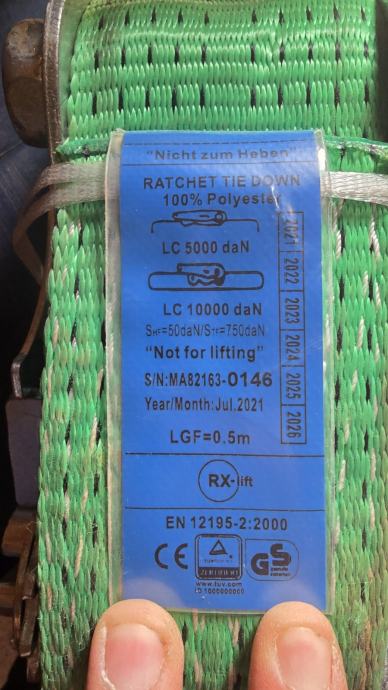 "Nicht zum Heben"
RATCHET TIE DOWN
100% Polyester
LC 5000 daN
LC 10000 daN
SHF=50daN/STF=750daN
"Not for lifting"
S/N:MA82163-0146
Year/Month:Jul.2021
LGF=0.5m
2021 2022 2023 2024 2025 2026
RX-lift
EN 12195-2:2000
CE
GS
www.tuv.com
ID 1000000000